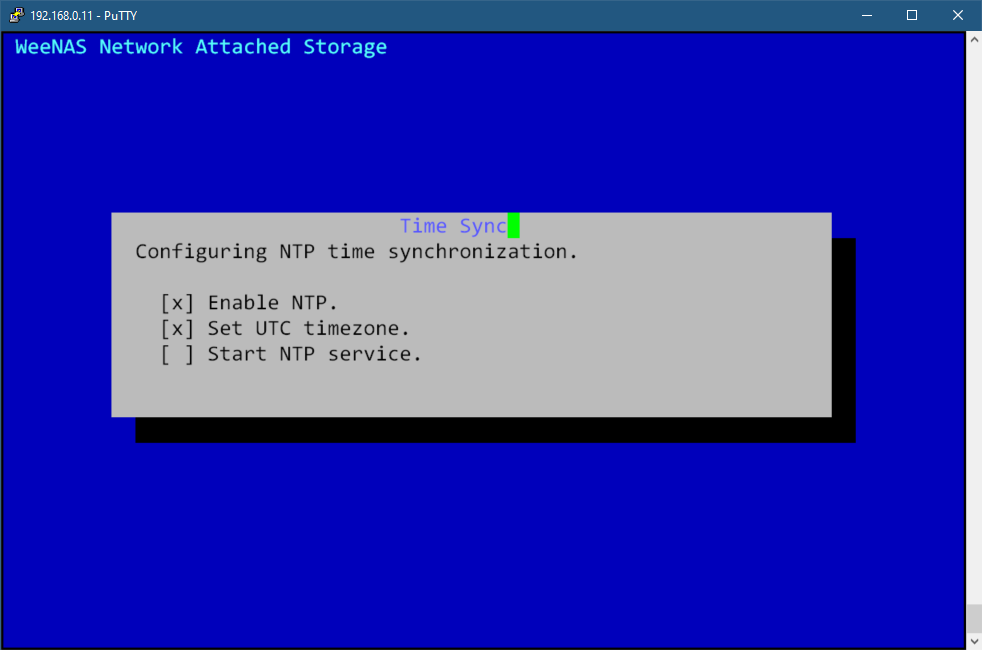 192.168.0.11 - PuTTY
WeeNAS Network Attached Storage
Time Sync
Configuring NTP time synchronization.
[x] Enable NTP.
[x] Set UTC timezone.
[ ] Start NTP service.